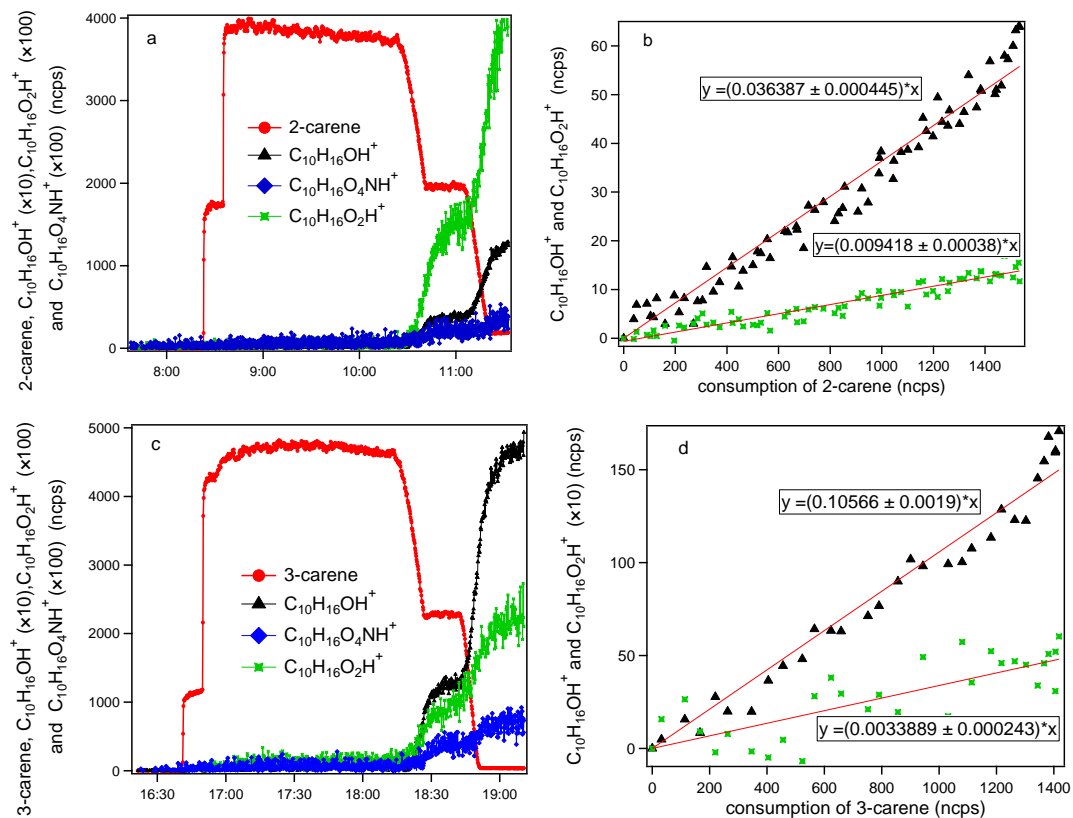 2-carene, C₁₀H₁₆OH⁺ (×10),C₁₀H₁₆O₂H⁺ (×100)
and C₁₀H₁₆O₄NH⁺ (×100) (ncps)
a
4000
3000
2000
1000
0
2-carene
C₁₀H₁₆OH⁺
C₁₀H₁₆O₄NH⁺
C₁₀H₁₆O₂H⁺
8:00 9:00 10:00 11:00
C₁₀H₁₆OH⁺ and C₁₀H₁₆O₂H⁺ (ncps)
b
60
50
40
30
20
10
0
y =(0.036387 ± 0.000445)*x
y=(0.009418 ± 0.00038)*x
0 200 400 600 800 1000 1200 1400
consumption of 2-carene (ncps)
3-carene, C₁₀H₁₆OH⁺ (×10),C₁₀H₁₆O₂H⁺ (×100)
and C₁₀H₁₆O₄NH⁺ (×100) (ncps)
c
5000
4000
3000
2000
1000
0
3-carene
C₁₀H₁₆OH⁺
C₁₀H₁₆O₄NH⁺
C₁₀H₁₆O₂H⁺
16:30 17:00 17:30 18:00 18:30 19:00
C₁₀H₁₆OH⁺ and C₁₀H₁₆O₂H⁺ (×10) (ncps)
d
150
100
50
0
y =(0.10566 ± 0.0019)*x
y =(0.0033889 ± 0.000243)*x
0 200 400 600 800 1000 1200 1400
consumption of 3-carene (ncps)